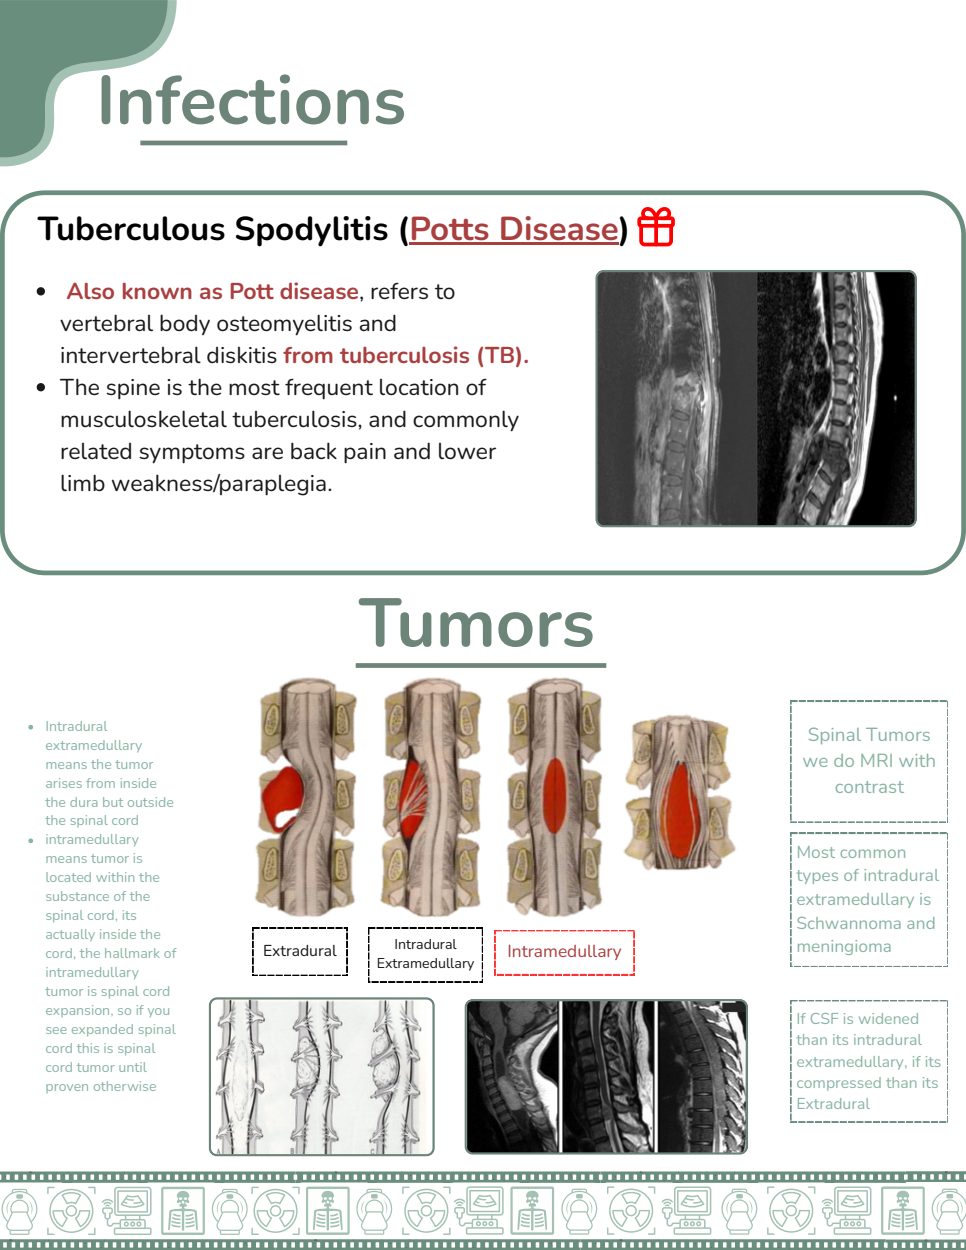 Infections
Tuberculous Spodylitis (Potts Disease)
Also known as Pott disease, refers to
vertebral body osteomyelitis and
intervertebral diskitis from tuberculosis (TB).
The spine is the most frequent location of
musculoskeletal tuberculosis, and commonly
related symptoms are back pain and lower
limb weakness/paraplegia.
Tumors
Intradural
extramedullary
means the tumor
arises from inside
the dura but outside
the spinal cord
intramedullary
means tumor is
located within the
substance of the
spinal cord, its
actually inside the
cord, the hallmark of
intramedullary
tumor is spinal cord
expansion, so if you
see expanded spinal
cord this is spinal
cord tumor until
proven otherwise
Extradural
Intradural
Extramedullary
Intramedullary
A
B
C
Spinal Tumors
we do MRI with
contrast
Most common
types of intradural
extramedullary is
Schwannoma and
meningioma
If CSF is widened
than its intradural
extramedullary, if its
compressed than its
Extradural